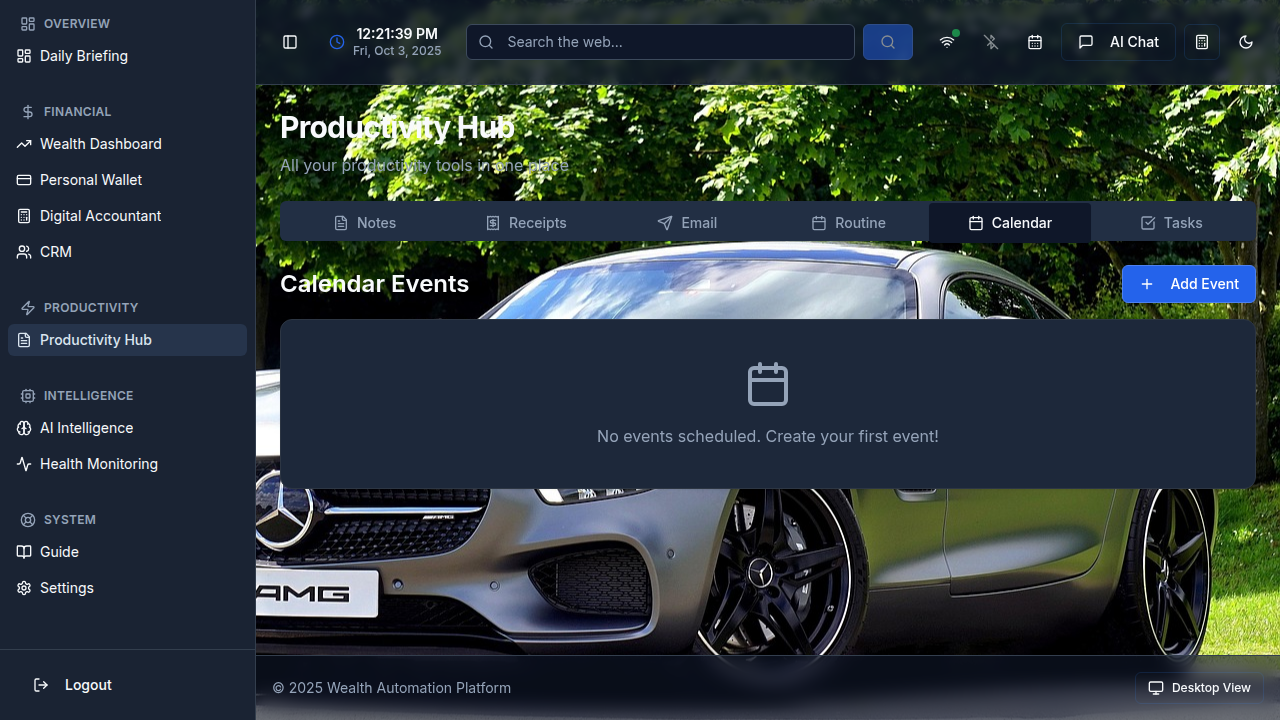 OVERVIEW
Daily Briefing
FINANCIAL
Wealth Dashboard
Personal Wallet
Digital Accountant
CRM
PRODUCTIVITY
Productivity Hub
INTELLIGENCE
AI Intelligence
Health Monitoring
SYSTEM
Guide
Settings
Logout
12:21:39 PM
Fri, Oct 3, 2025
Search the web...
AI Chat
Productivity Hub
All your productivity tools in one place
Notes
Receipts
Email
Routine
Calendar
Tasks
Calendar Events
Add Event
No events scheduled. Create your first event!
AMG
AMG
© 2025 Wealth Automation Platform
Desktop View